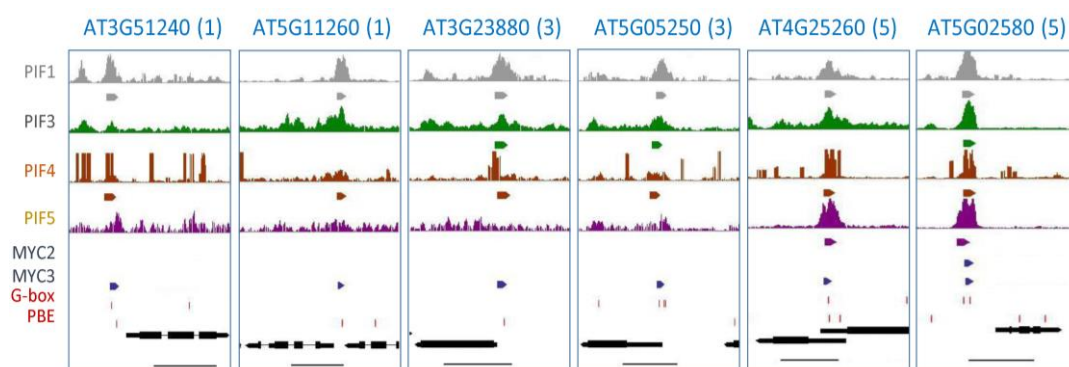 AT3G51240 (1) AT5G11260 (1) AT3G23880 (3) AT5G05250 (3) AT4G25260 (5) AT5G02580 (5)
PIF1
PIF3
PIF4
PIF5
MYC2
MYC3
G-box
PBE